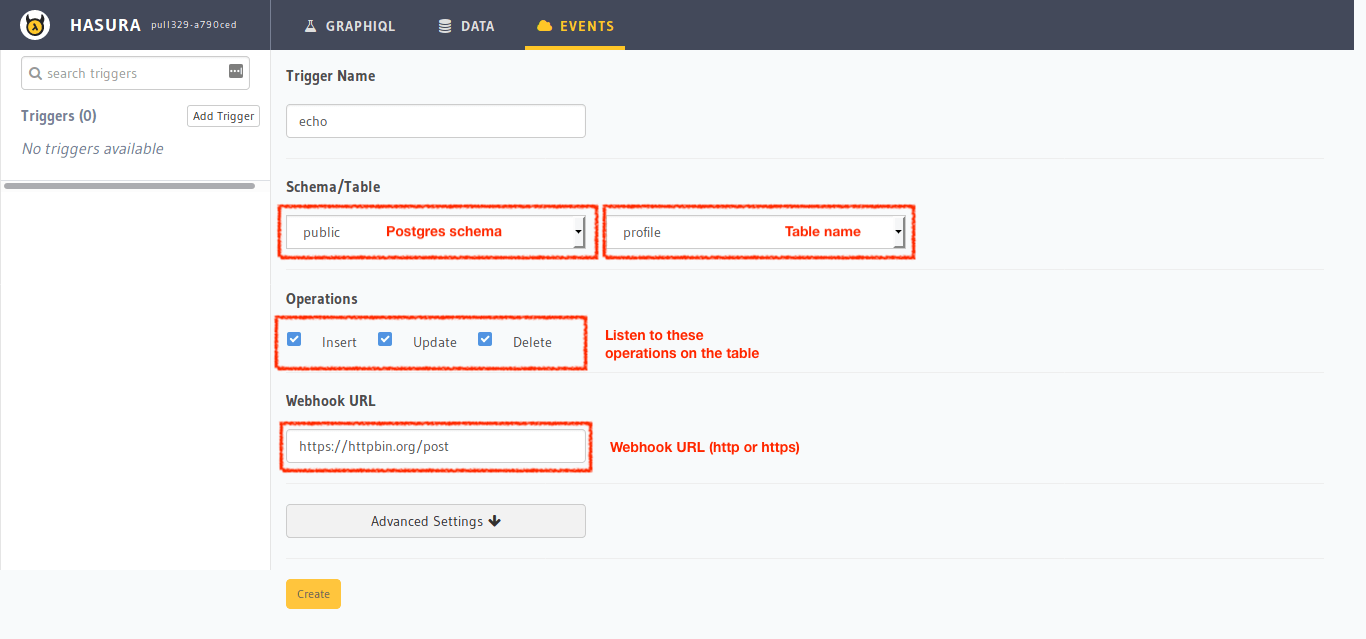 HASURA pull329-a790ced GRAPHIQL DATA EVENTS
search triggers
Triggers (0) Add Trigger
No triggers available
Trigger Name
echo
Schema/Table
public Postgres schema profile Table name
Operations
Insert Update Delete
Listen to these
operations on the table
Webhook URL
https://httpbin.org/post Webhook URL (http or https)
Advanced Settings
Create